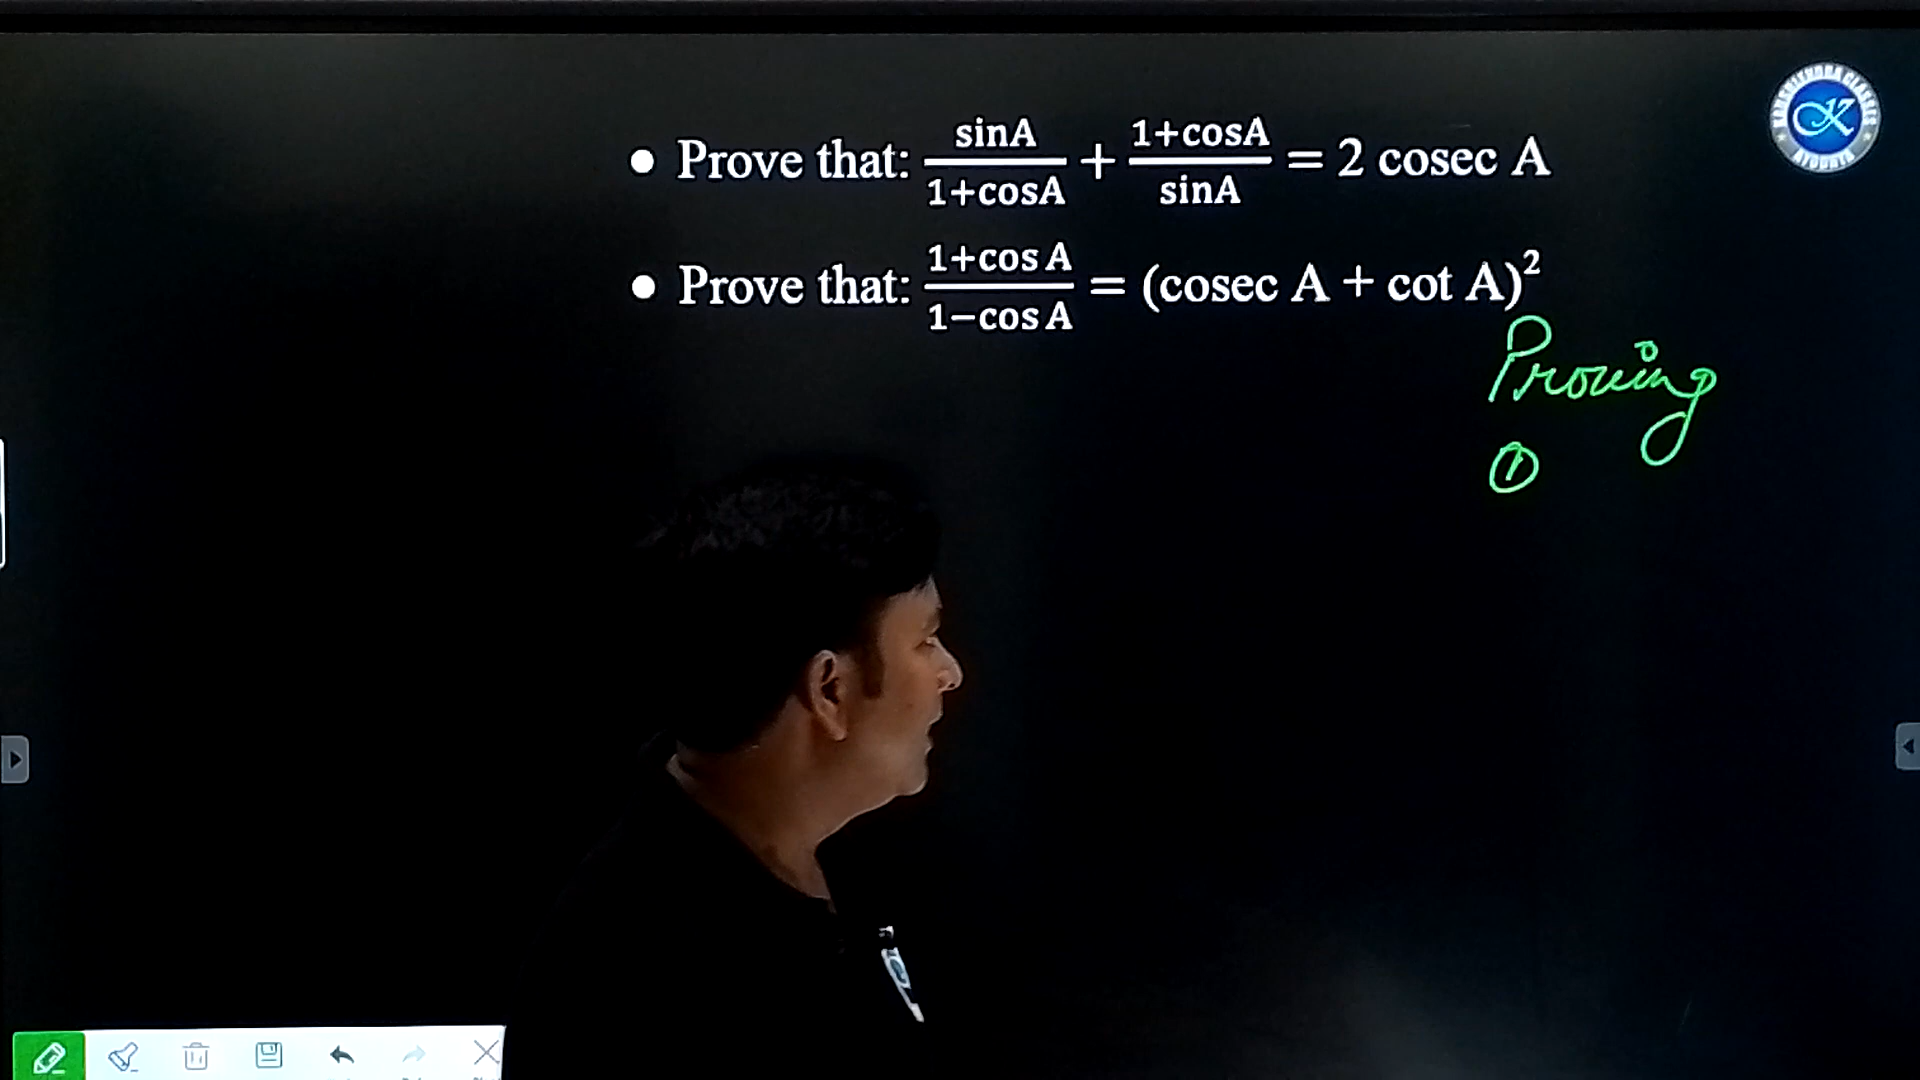 • Prove that: sinA/1+cosA + 1+cosA/sinA = 2 cosec A
• Prove that: 1+cos A/1−cos A = (cosec A + cot A)²
Proving
①